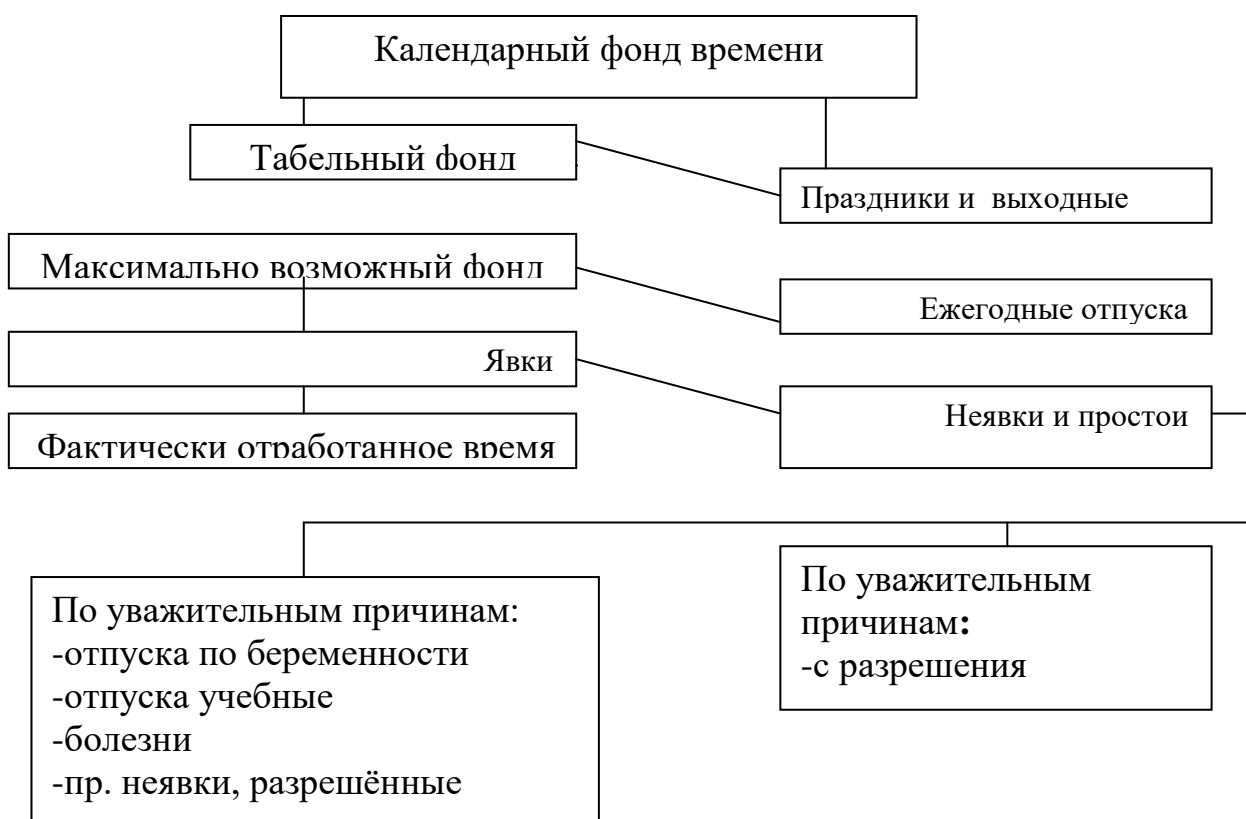 Календарный фонд времени
Табельный фонд
Праздники и выходные
Максимально возможный фонд
Ежегодные отпуска
Явки
Неявки и простои
Фактически отработанное время
По уважительным причинам:
-отпуска по беременности
-отпуска учебные
-болезни
-пр. неявки, разрешённые
По уважительным
причинам:
-с разрешения